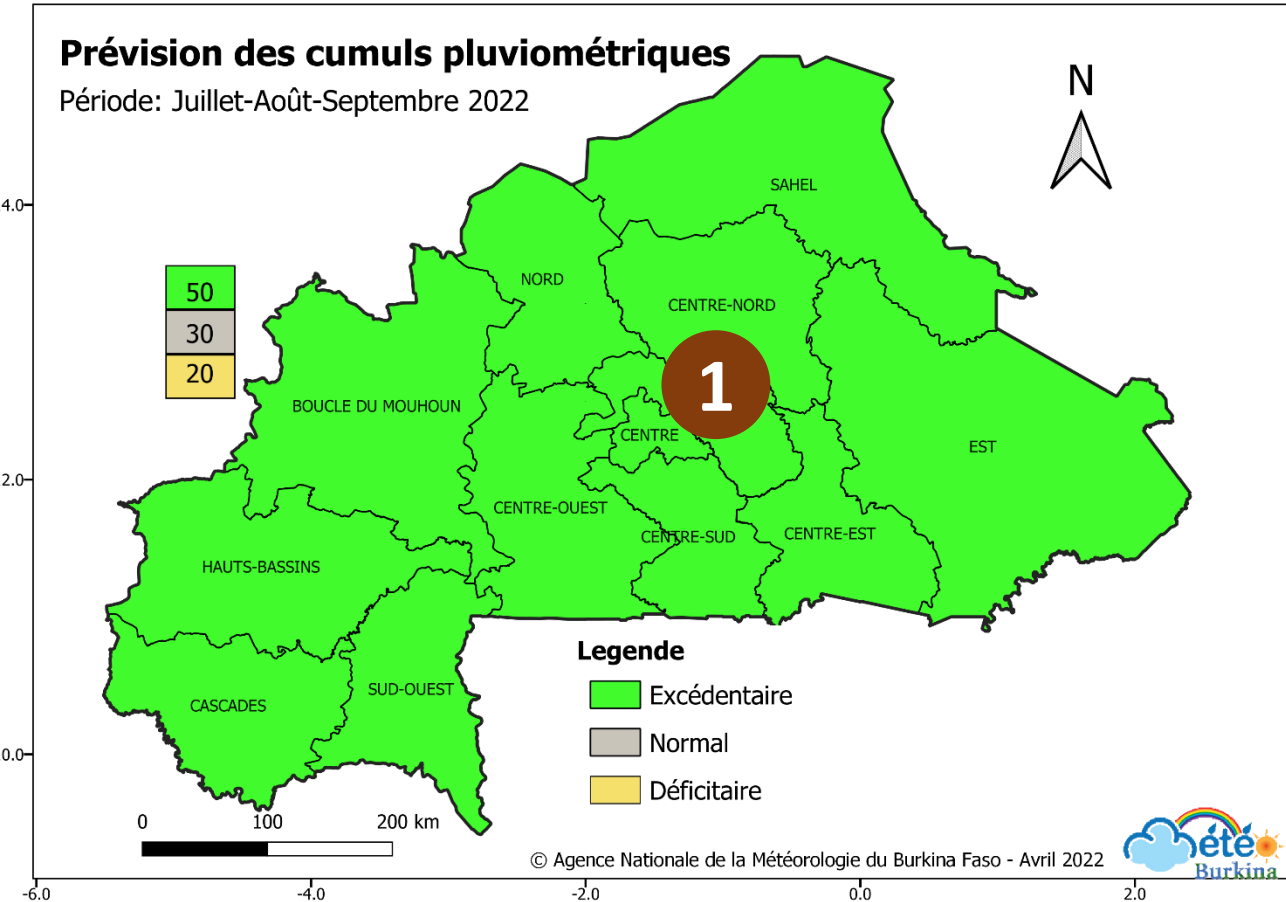 Prévision des cumuls pluviométriques
Période: Juillet-Août-Septembre 2022
N
SAHEL
4.0
NORD
50
CENTRE-NORD
30
20
1
BOUCLE DU MOUHOUN
CENTRE
EST
2.0
CENTRE-OUEST
CENTRE-SUD
CENTRE-EST
HAUTS-BASSINS
Legende
SUD-OUEST
Excédentaire
CASCADES
Normal
0.0
Déficitaire
0 100 200 km
© Agence Nationale de la Météorologie du Burkina Faso - Avril 2022
été
Burkina
-6.0 -4.0 -2.0 0.0 2.0